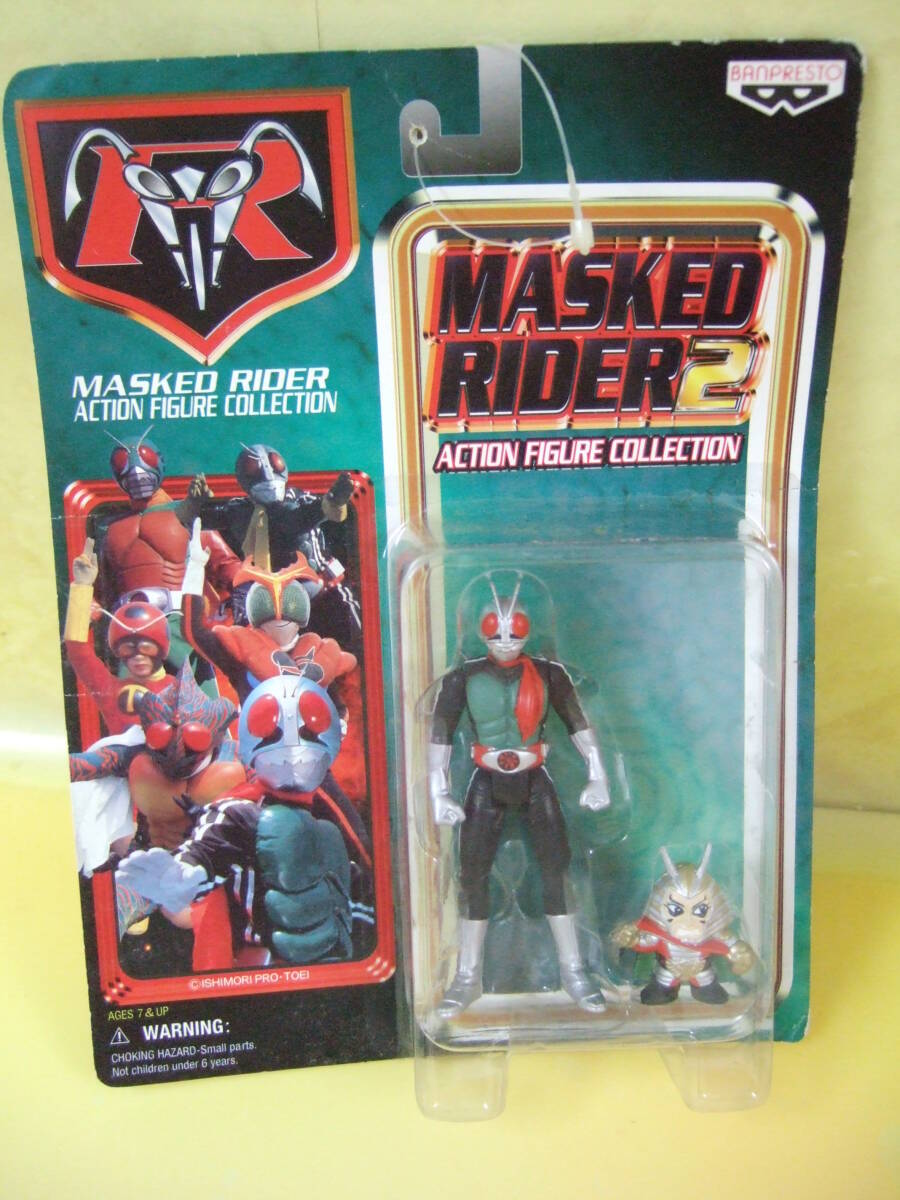 BANPRESTO
R
MASKED RIDER
ACTION FIGURE COLLECTION
MASKED
RIDER2
ACTION FIGURE COLLECTION
©ISHIMORI PRO·TOEI
AGES 7 & UP
WARNING:
CHOKING HAZARD-Small parts.
Not children under 6 years.